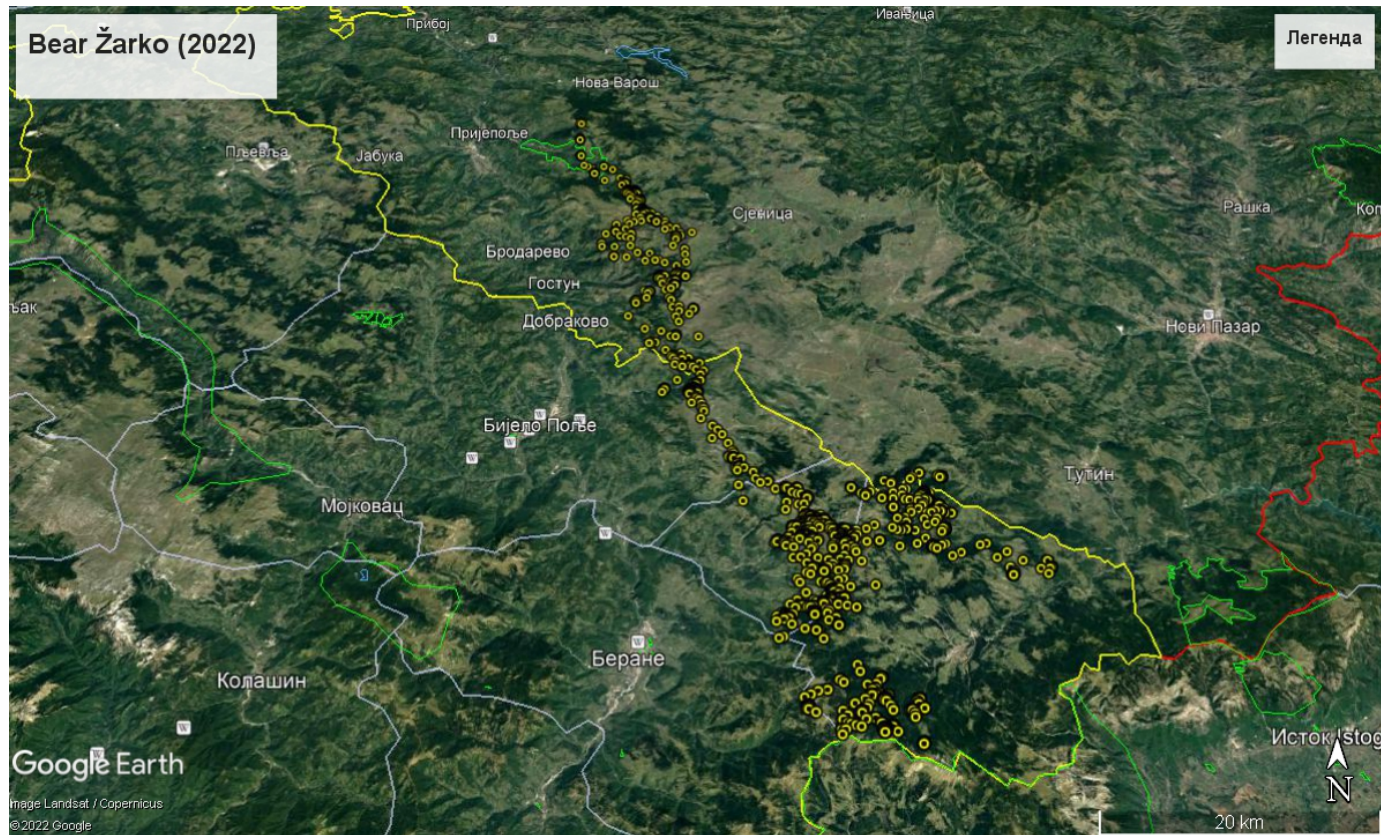 Bear Žarko (2022)
Прибој
Ивањица
Легенда
Нова Варош
Пријепоље
Пљевља
Јабука
Сјеница
Рашка
Бродарево
Гостун
Добраково
Нови Пазар
Бијело Поље
Тутин
Мојковац
Беране
Колашин
Исток Istog
Google Earth
N
Image Landsat / Copernicus
© 2022 Google
20 km